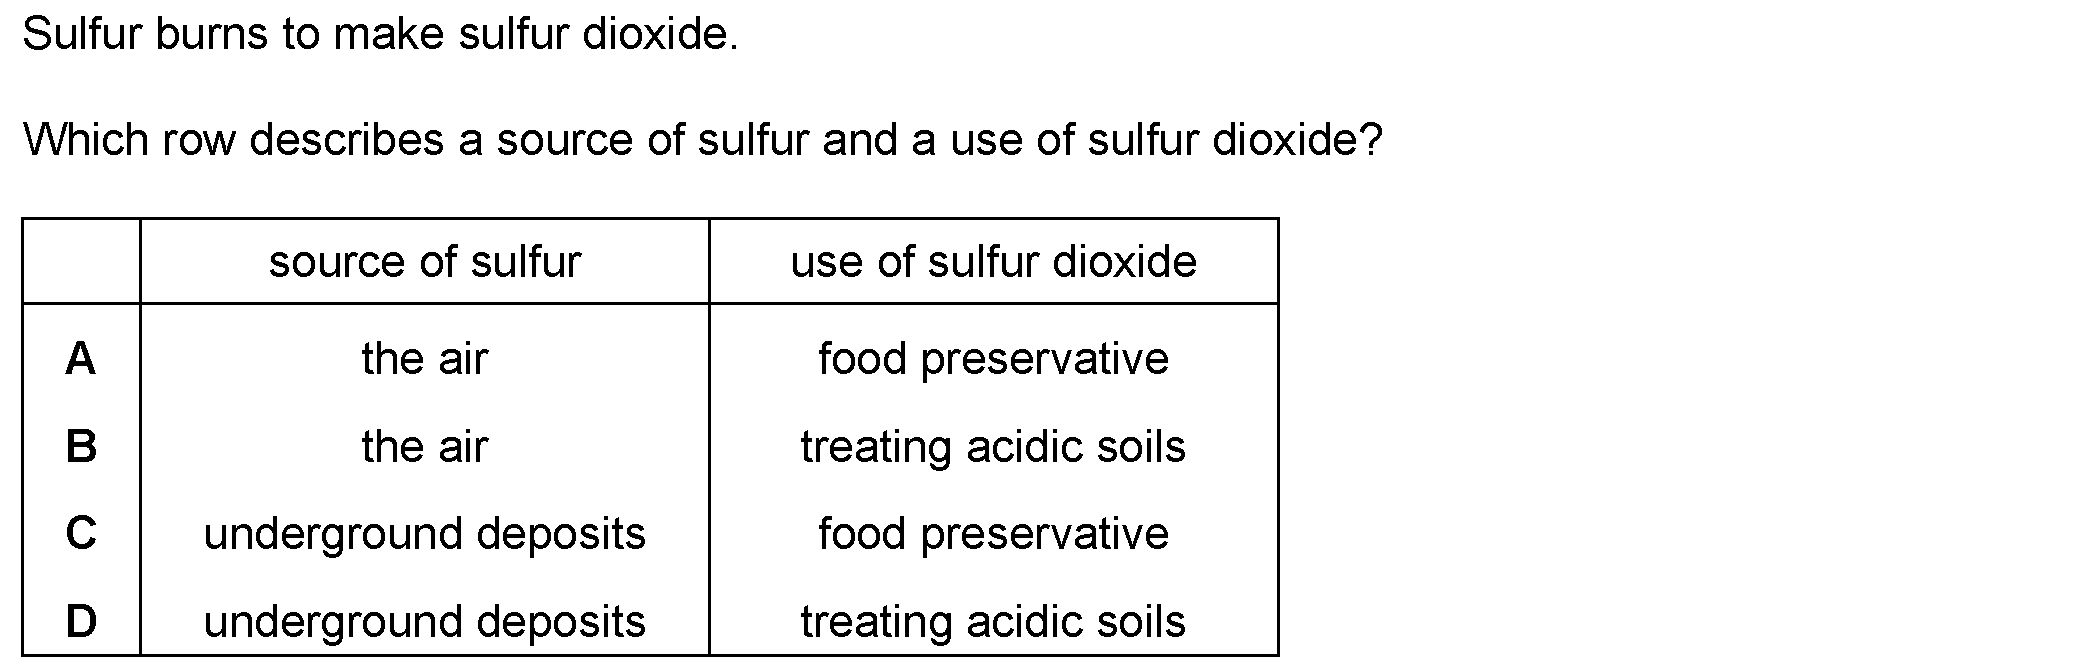 Sulfur burns to make sulfur dioxide.
Which row describes a source of sulfur and a use of sulfur dioxide?
source of sulfur use of sulfur dioxide
A the air food preservative
B the air treating acidic soils
C underground deposits food preservative
D underground deposits treating acidic soils